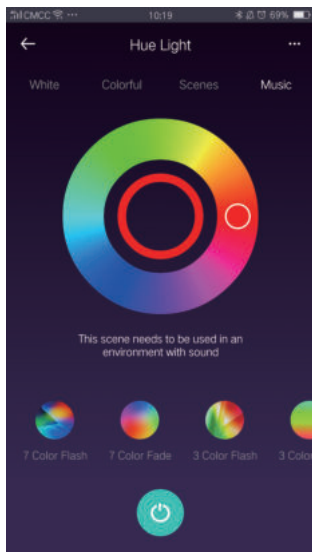 CMCC 10:19 69%
Hue Light
White Colorful Scenes Music
This scene needs to be used in an
environment with sound
7 Color Flash 7 Color Fade 3 Color Flash 3 Color